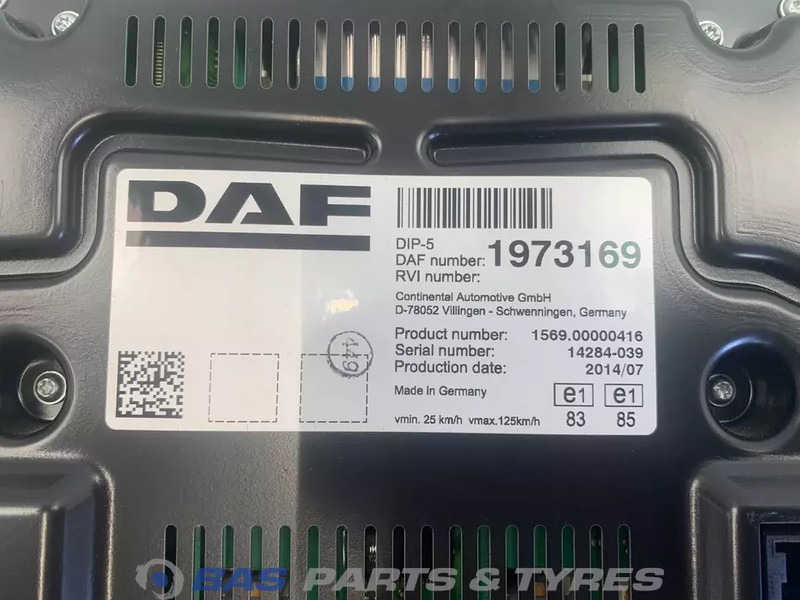 DAF
DIP-5
DAF number: 1973169
RVI number:
Continental Automotive GmbH
D-78052 Villingen - Schwenningen, Germany
Product number: 1569.00000416
Serial number: 14284-039
Production date: 2014/07
449
Made in Germany e1 e1
vmin. 25 km/h vmax.125km/h 83 85
BAS PARTS & TYRES